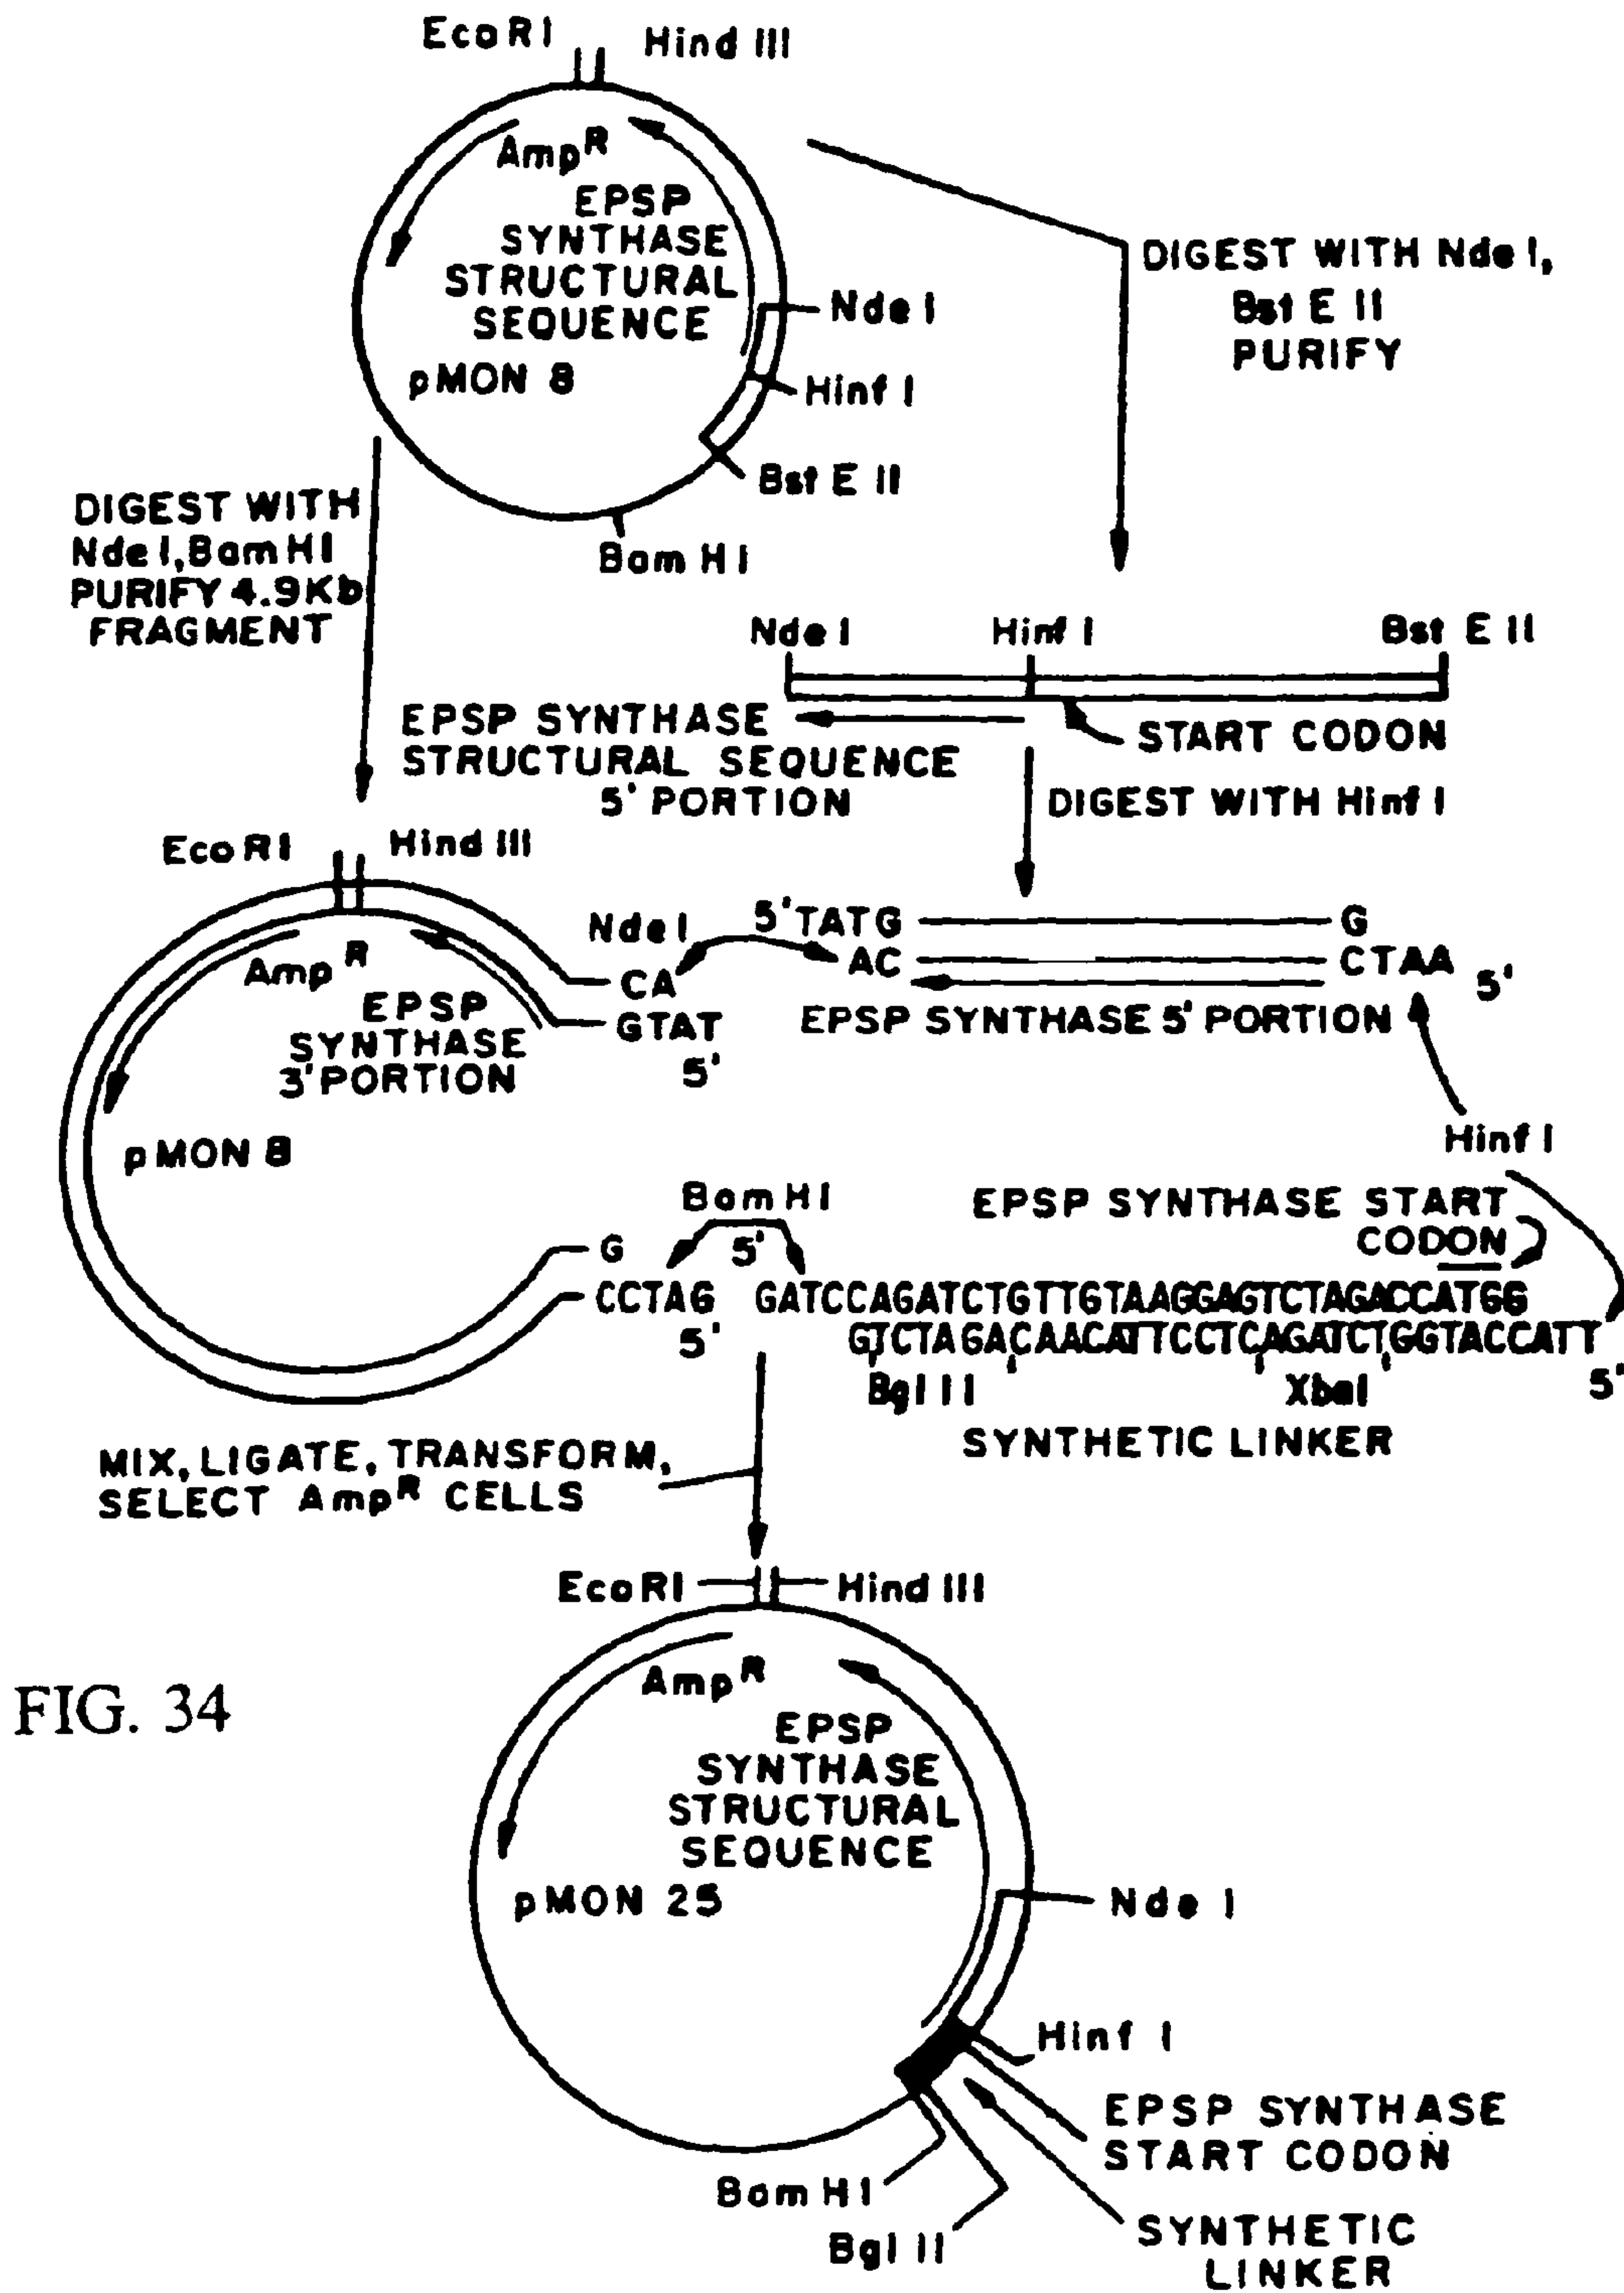 EcoRI
Hind III
Amp^R
EPSP
SYNTHASE
STRUCTURAL
SEQUENCE
pMON 8
Nde I
Hinf I
Bst E II
Bam HI
DIGEST WITH Nde I,
Bst E II
PURIFY
DIGEST WITH
Nde I, Bam HI
PURIFY 4.9Kb
FRAGMENT
Nde I
Hinf I
Bst E II
EPSP SYNTHASE
STRUCTURAL SEQUENCE
5' PORTION
START CODON
DIGEST WITH Hinf I
EcoRI
Hind III
Amp^R
EPSP
SYNTHASE
3' PORTION
pMON 8
Nde I
CA
GTAT
5'
5' TATG
G
AC
CTAA
5'
EPSP SYNTHASE 5' PORTION
Hinf I
Bam HI
5'
EPSP SYNTHASE START
CODON
G
CCTAG
5'
GATCCAGATCTGTTGTAAGGAGTCTAGACCATGG
GTCTAGACAACATTCCTCAGATCTGGTACCATT
5'
Bgl II
XbaI
SYNTHETIC LINKER
MIX, LIGATE, TRANSFORM,
SELECT Amp^R CELLS
EcoRI
Hind III
Amp^R
EPSP
SYNTHASE
STRUCTURAL
SEQUENCE
pMON 25
FIG. 34
Nde I
Hinf I
EPSP SYNTHASE
START CODON
Bam HI
Bgl II
SYNTHETIC
LINKER